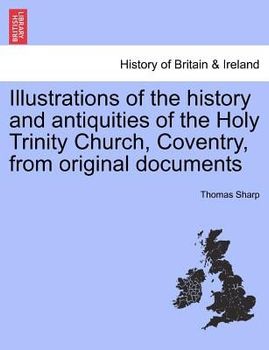 BRITISH
LIBRARY
History of Britain & Ireland
Illustrations of the history
and antiquities of the Holy
Trinity Church, Coventry,
from original documents
Thomas Sharp